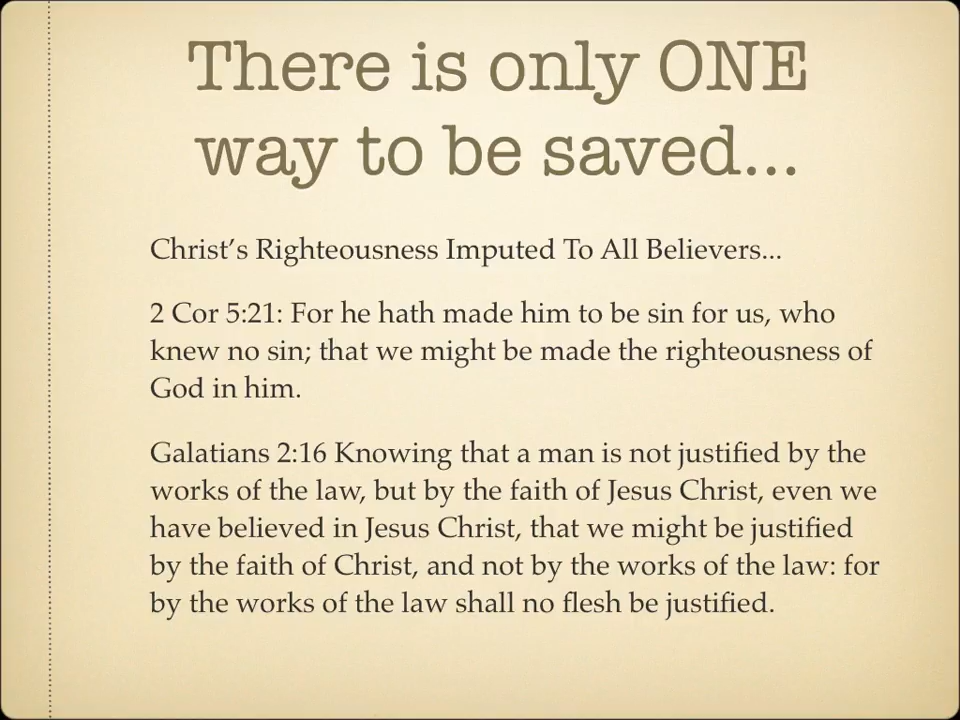 There is only ONE
way to be saved...
Christ’s Righteousness Imputed To All Believers...
2 Cor 5:21: For he hath made him to be sin for us, who
knew no sin; that we might be made the righteousness of
God in him.
Galatians 2:16 Knowing that a man is not justified by the
works of the law, but by the faith of Jesus Christ, even we
have believed in Jesus Christ, that we might be justified
by the faith of Christ, and not by the works of the law: for
by the works of the law shall no flesh be justified.